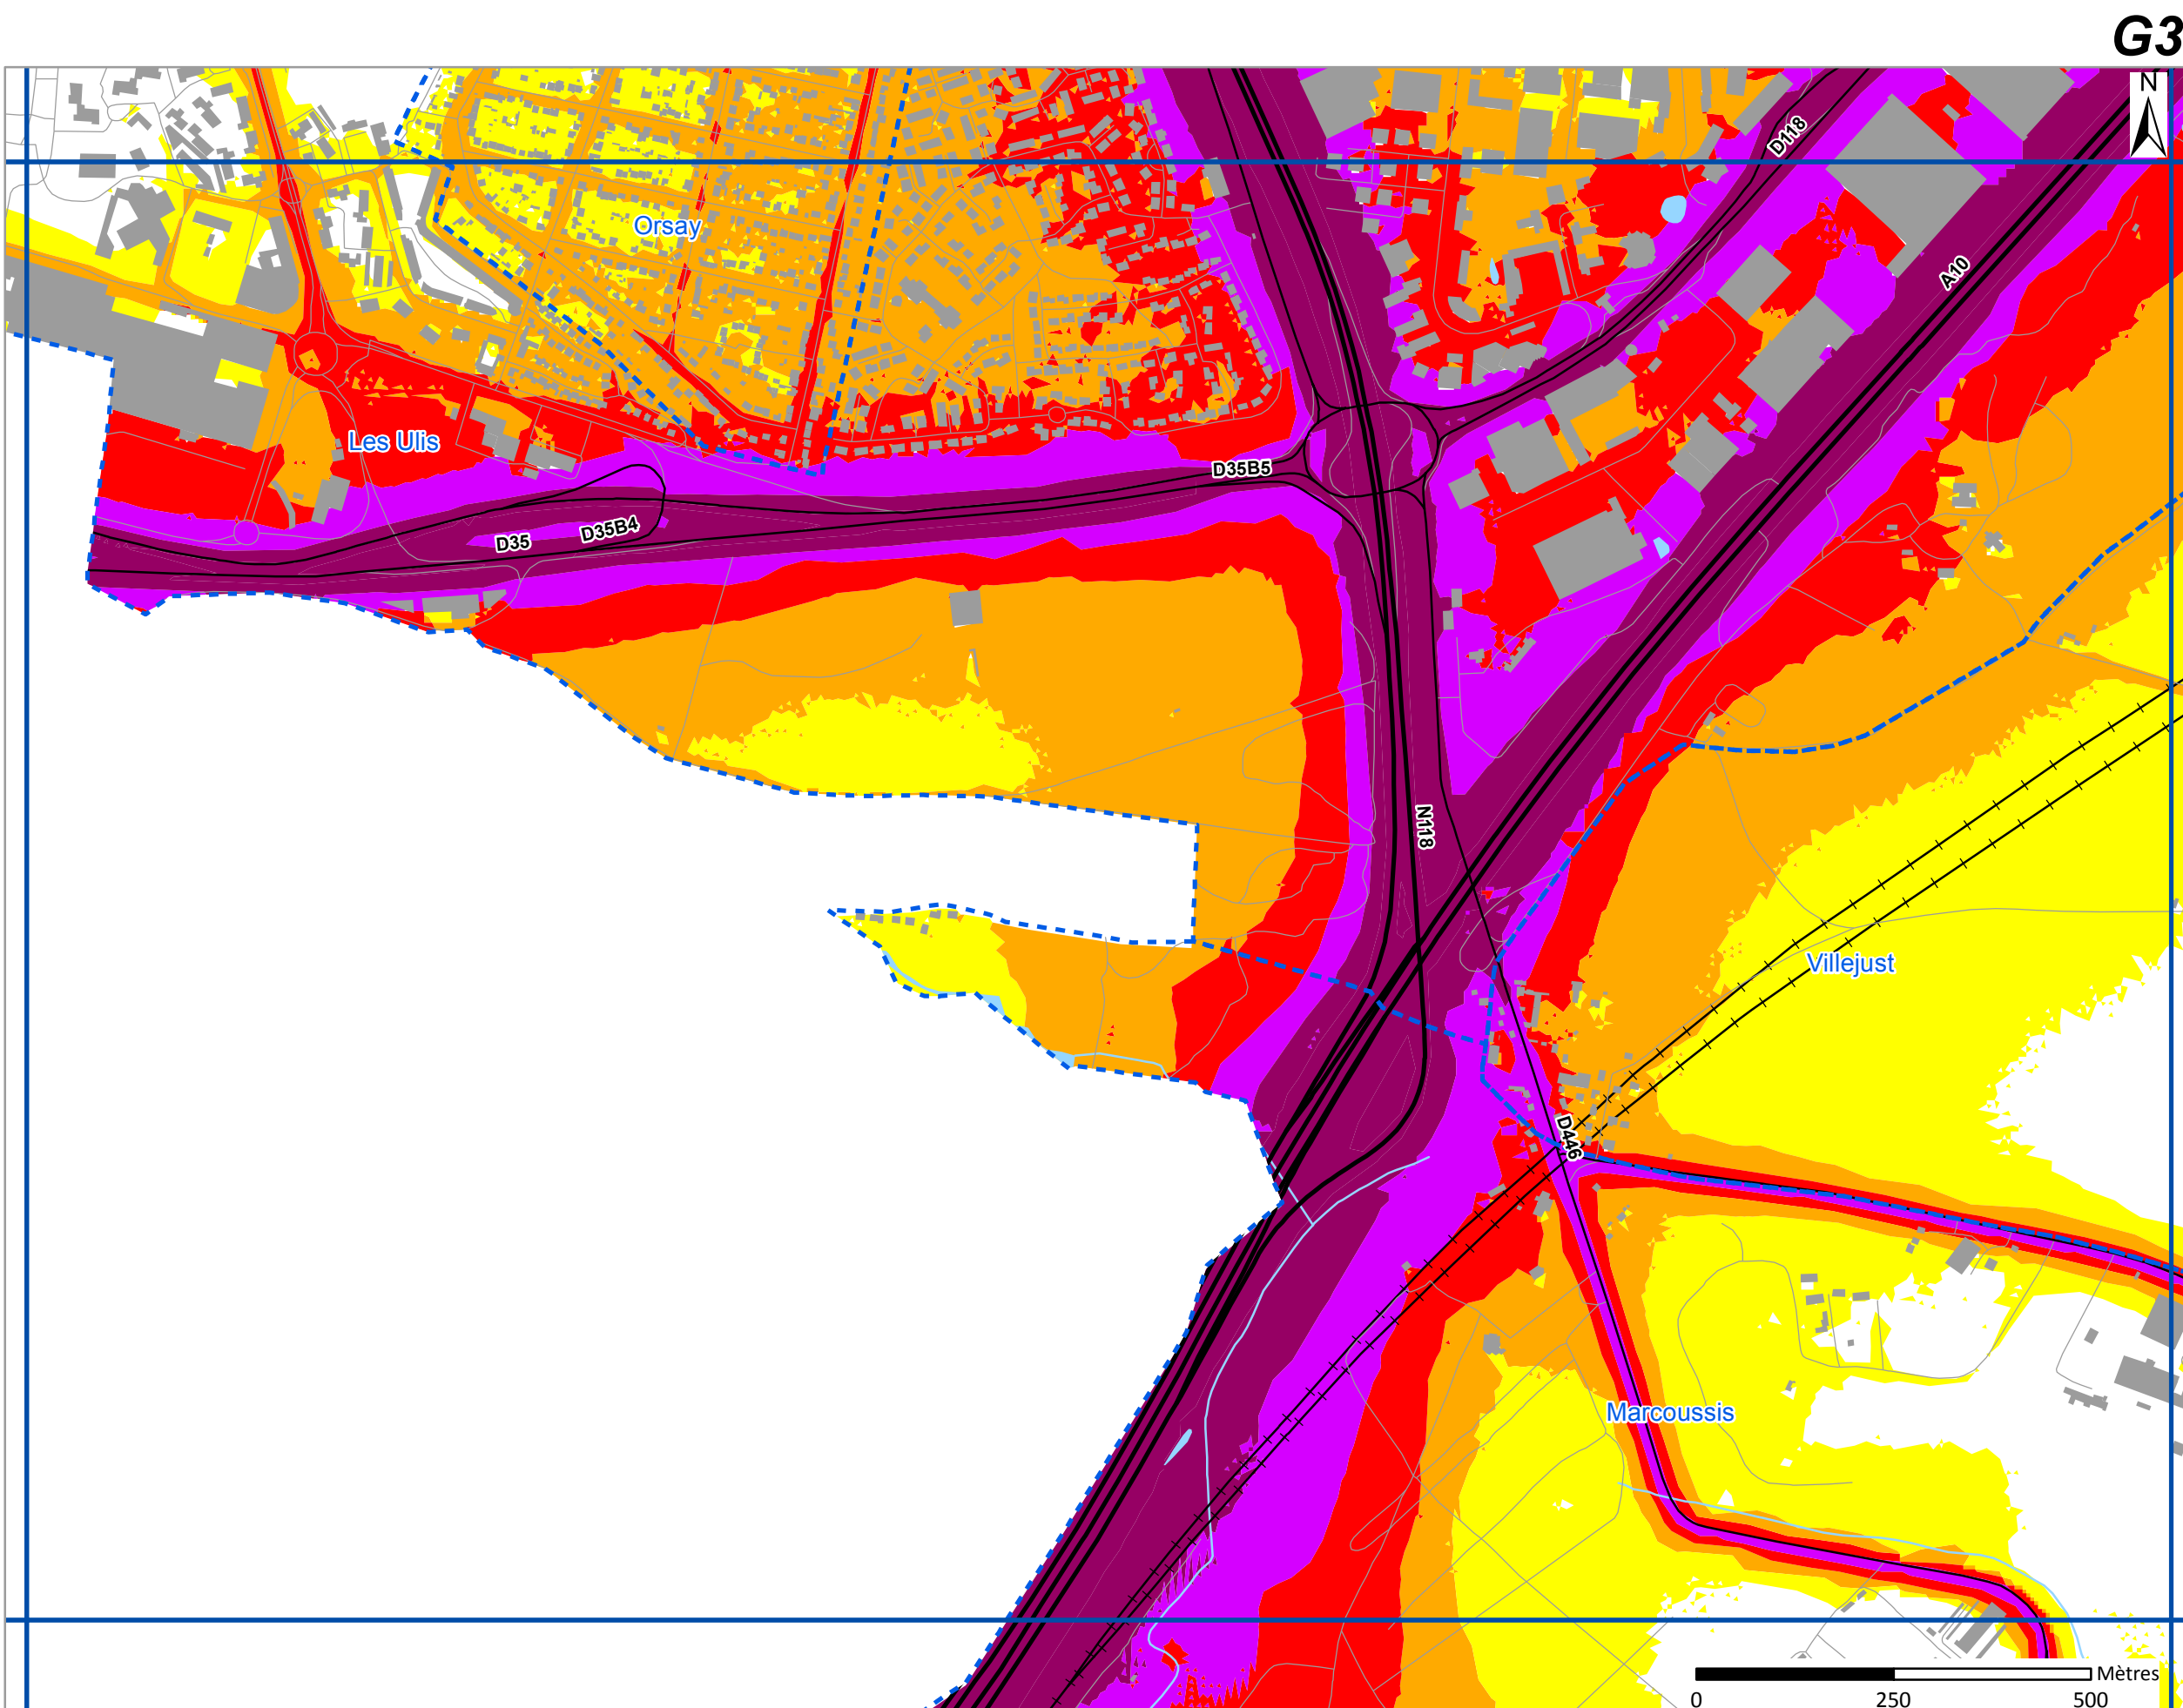 G3
N
D118
Orsay
A10
Les Ulis
D35B5
D35B4
D35
N118
Villejust
D446
Marcoussis
Mètres
0 250 500